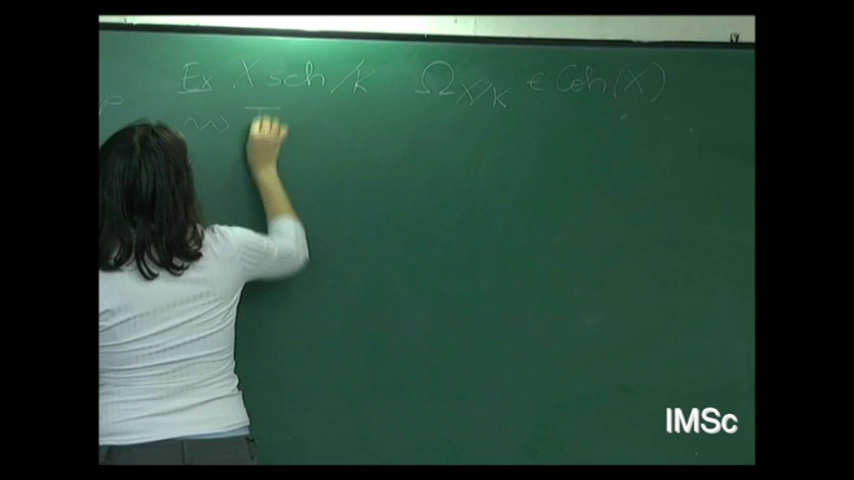 Ex X sch/k Ω_{X/K} ∈ Coh(X)
⇝ T
IMSc